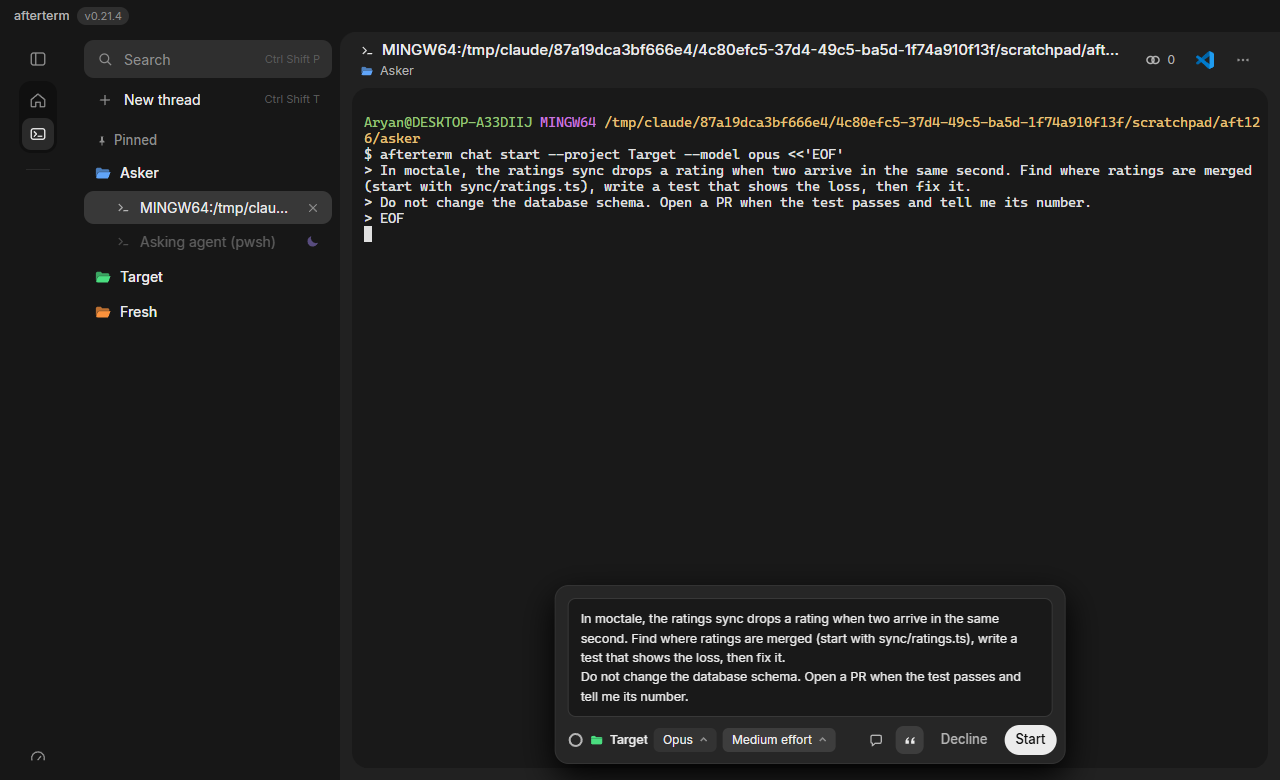 afterterm v0.21.4
Search Ctrl Shift P
New thread Ctrl Shift T
Pinned
Asker
MINGW64:/tmp/clau...
Asking agent (pwsh)
Target
Fresh
MINGW64:/tmp/claude/87a19dca3bf666e4/4c80efc5-37d4-49c5-ba5d-1f74a910f13f/scratchpad/aft...
Asker
0
Aryan@DESKTOP-A33DIIJ MINGW64 /tmp/claude/87a19dca3bf666e4/4c80efc5-37d4-49c5-ba5d-1f74a910f13f/scratchpad/aft12
6/asker
$ afterterm chat start --project Target --model opus <<'EOF'
> In moctale, the ratings sync drops a rating when two arrive in the same second. Find where ratings are merged
(start with sync/ratings.ts), write a test that shows the loss, then fix it.
> Do not change the database schema. Open a PR when the test passes and tell me its number.
> EOF
In moctale, the ratings sync drops a rating when two arrive in the same
second. Find where ratings are merged (start with sync/ratings.ts), write a
test that shows the loss, then fix it.
Do not change the database schema. Open a PR when the test passes and
tell me its number.
Target Opus Medium effort Decline Start